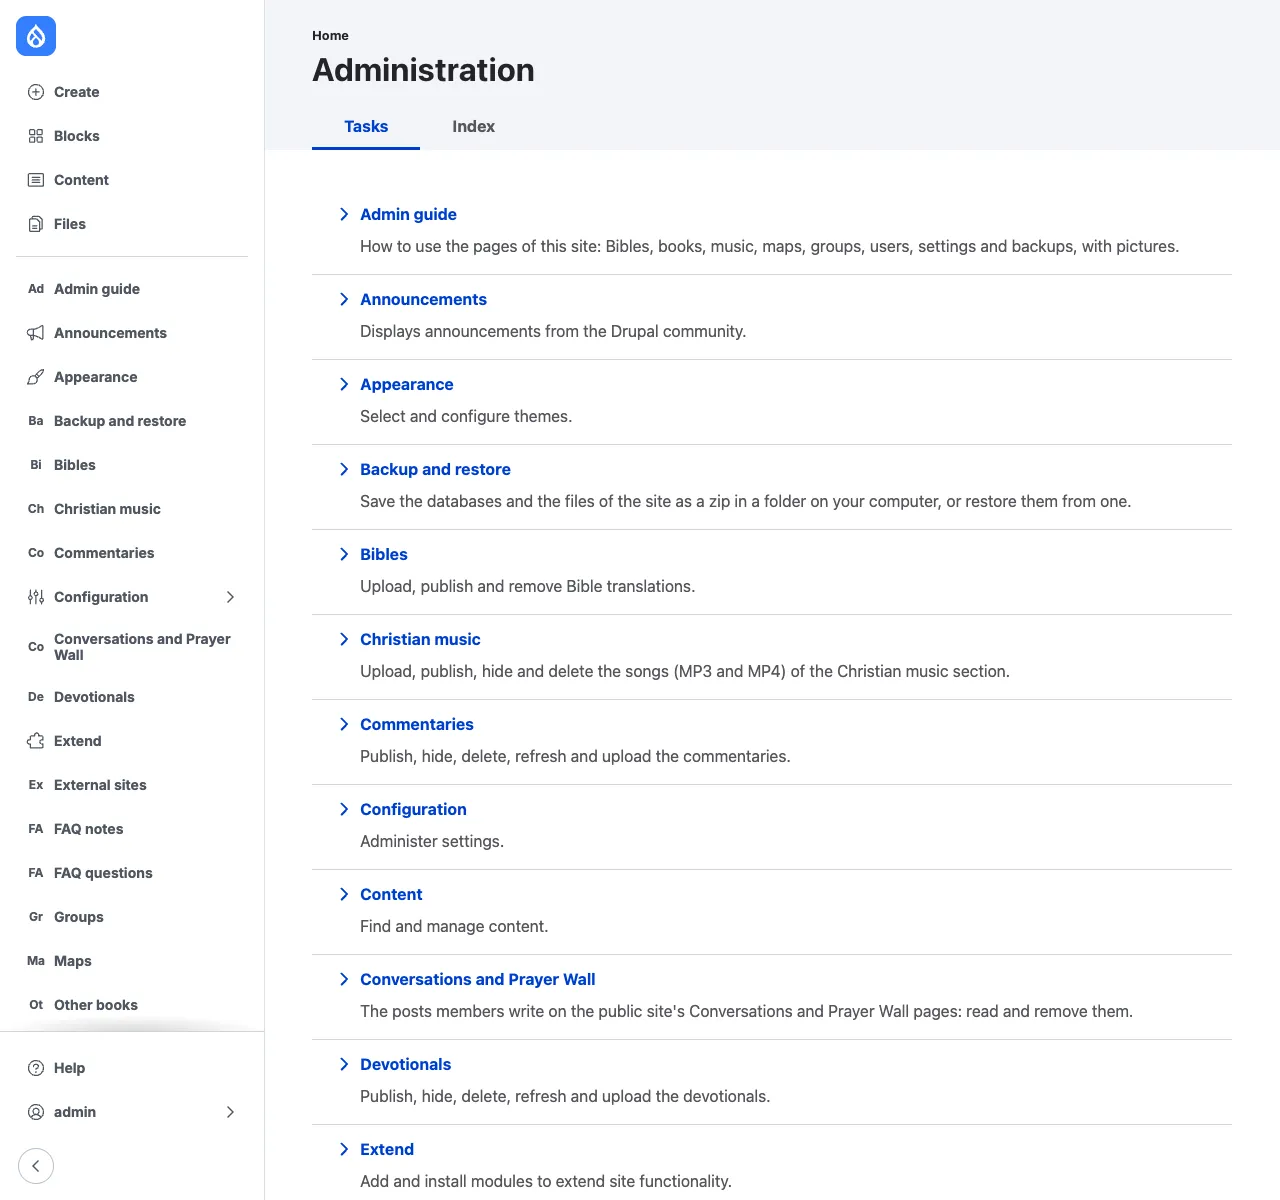 Create
Blocks
Content
Files
Ad Admin guide
Announcements
Appearance
Ba Backup and restore
Bi Bibles
Ch Christian music
Co Commentaries
Configuration
Co Conversations and Prayer
Wall
De Devotionals
Extend
Ex External sites
FA FAQ notes
FA FAQ questions
Gr Groups
Ma Maps
Ot Other books
Help
admin
Home
Administration
Tasks Index
Admin guide
How to use the pages of this site: Bibles, books, music, maps, groups, users, settings and backups, with pictures.
Announcements
Displays announcements from the Drupal community.
Appearance
Select and configure themes.
Backup and restore
Save the databases and the files of the site as a zip in a folder on your computer, or restore them from one.
Bibles
Upload, publish and remove Bible translations.
Christian music
Upload, publish, hide and delete the songs (MP3 and MP4) of the Christian music section.
Commentaries
Publish, hide, delete, refresh and upload the commentaries.
Configuration
Administer settings.
Content
Find and manage content.
Conversations and Prayer Wall
The posts members write on the public site's Conversations and Prayer Wall pages: read and remove them.
Devotionals
Publish, hide, delete, refresh and upload the devotionals.
Extend
Add and install modules to extend site functionality.